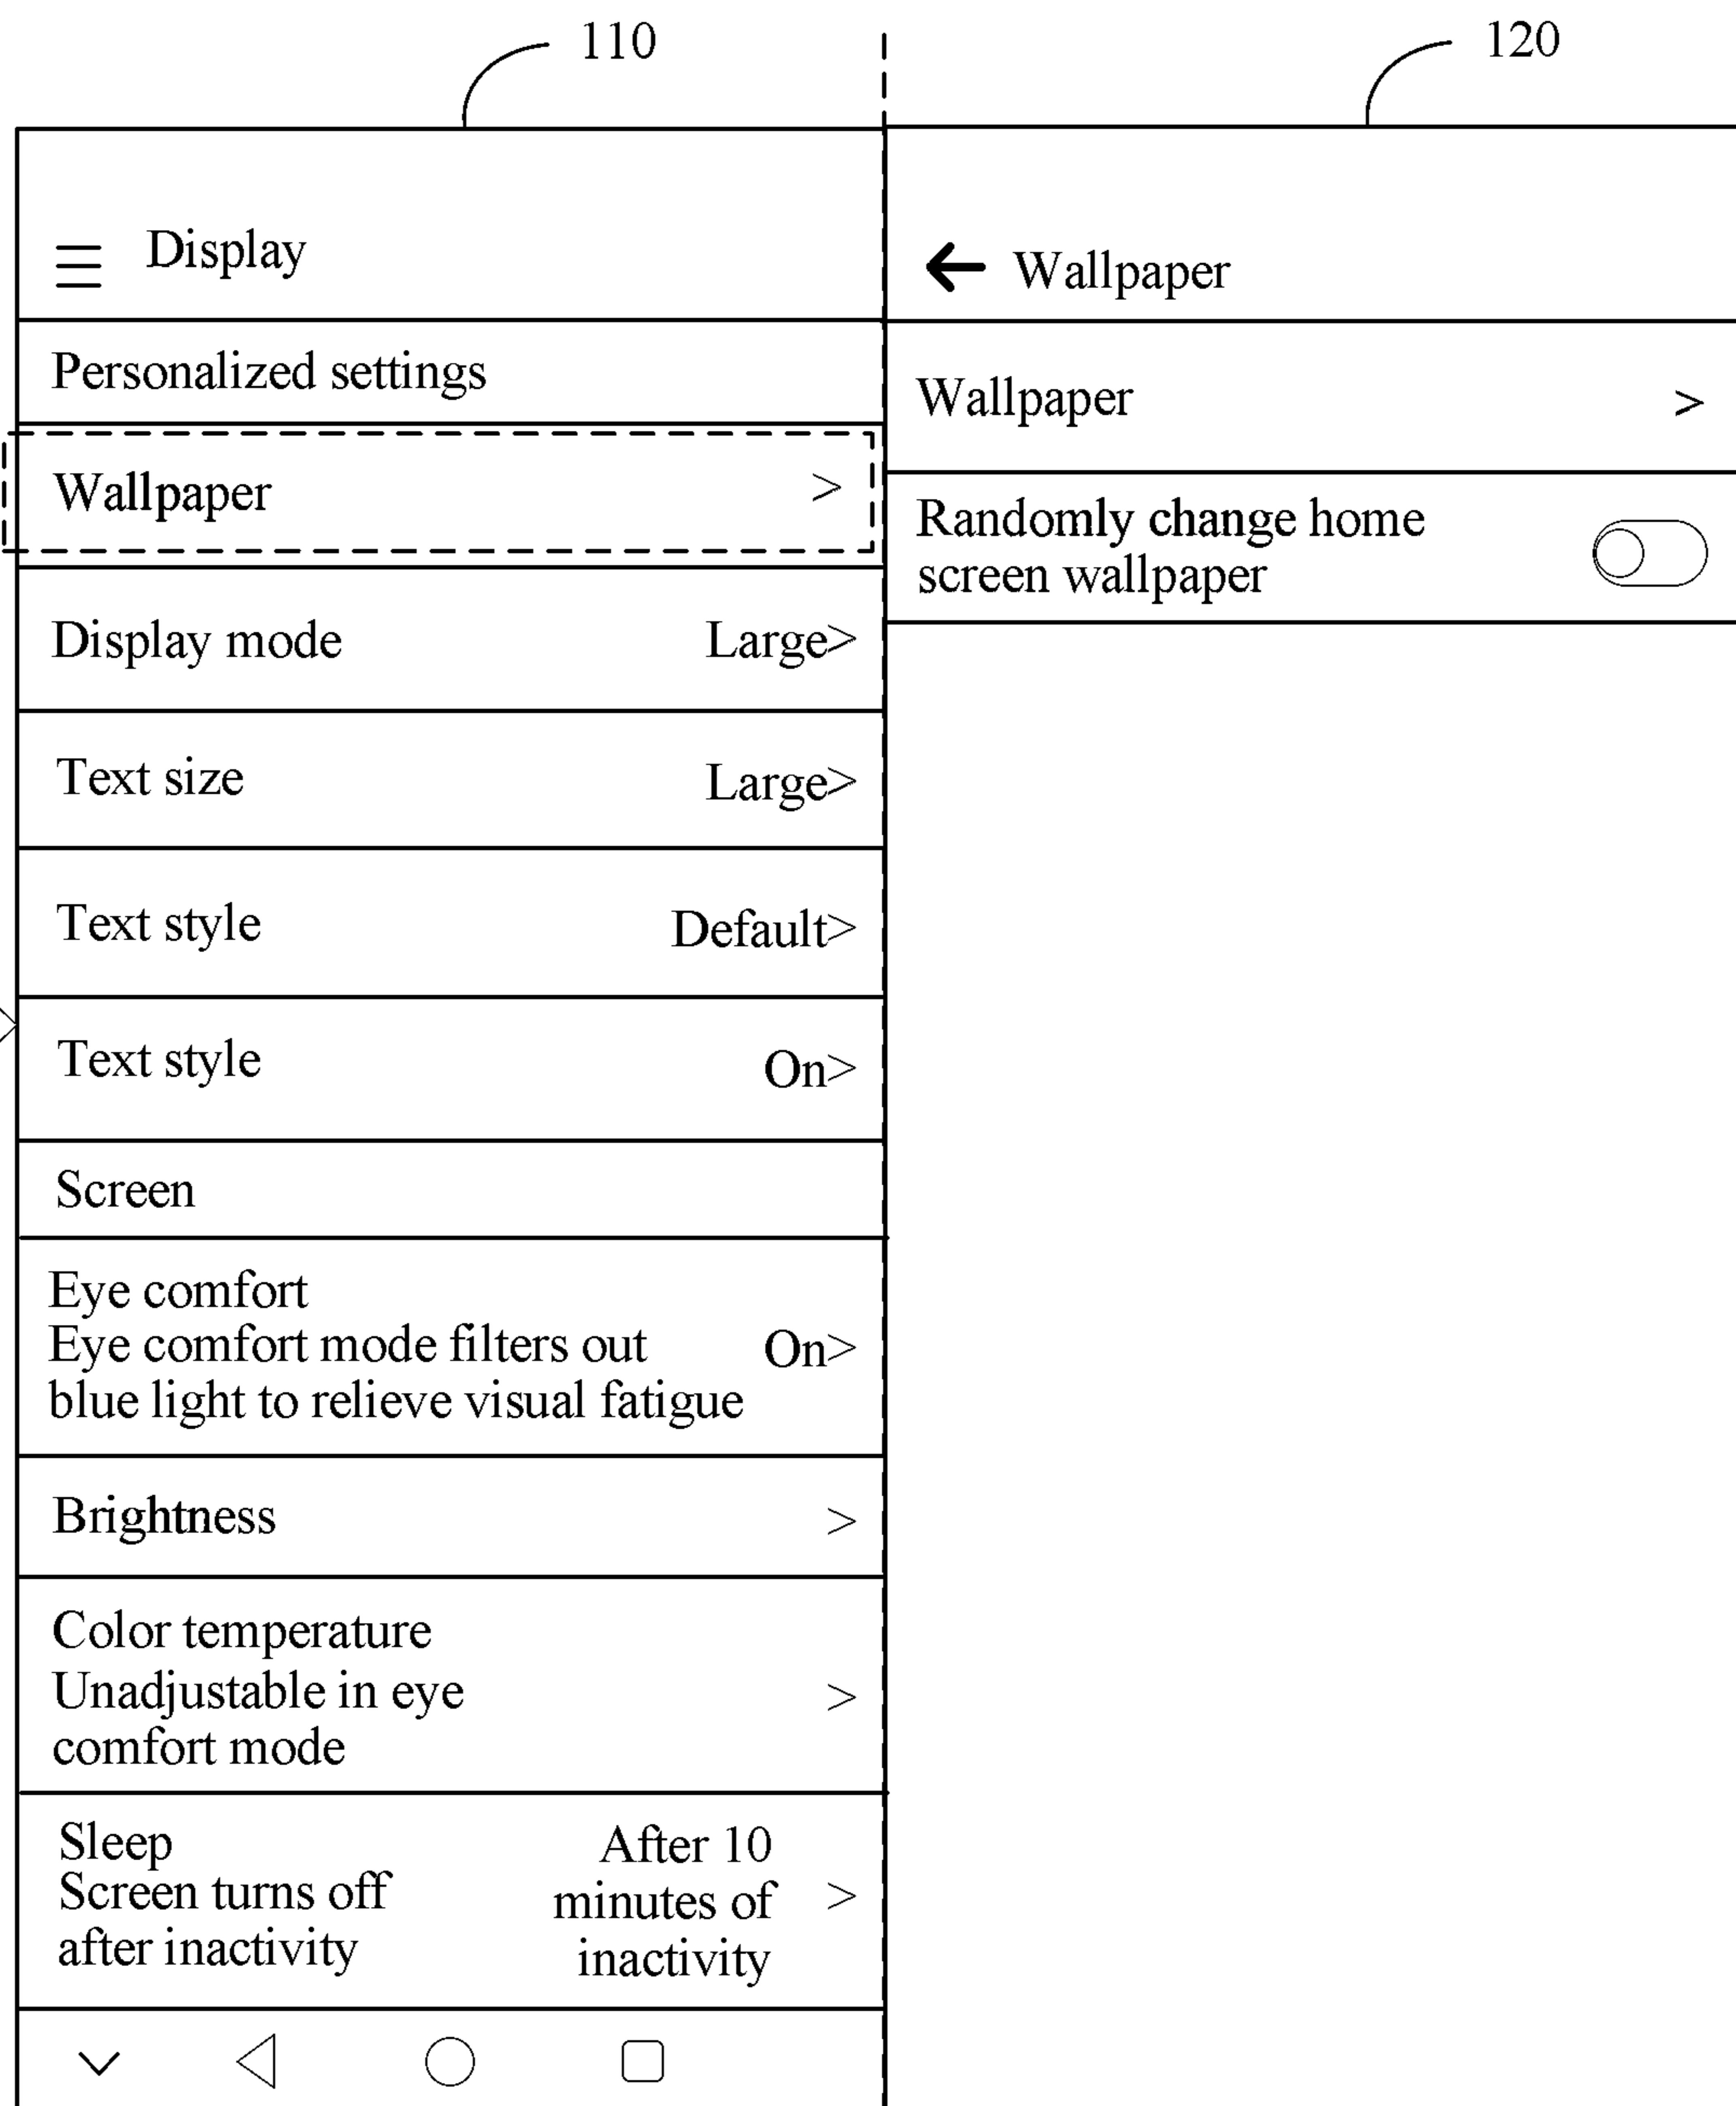 110
Display
Personalized settings
Wallpaper >
Display mode Large>
Text size Large>
Text style Default>
Text style On>
Screen
Eye comfort
Eye comfort mode filters out On>
blue light to relieve visual fatigue
Brightness >
Color temperature
Unadjustable in eye >
comfort mode
Sleep
Screen turns off
after inactivity
After 10
minutes of >
inactivity
120
Wallpaper
Wallpaper >
Randomly change home
screen wallpaper